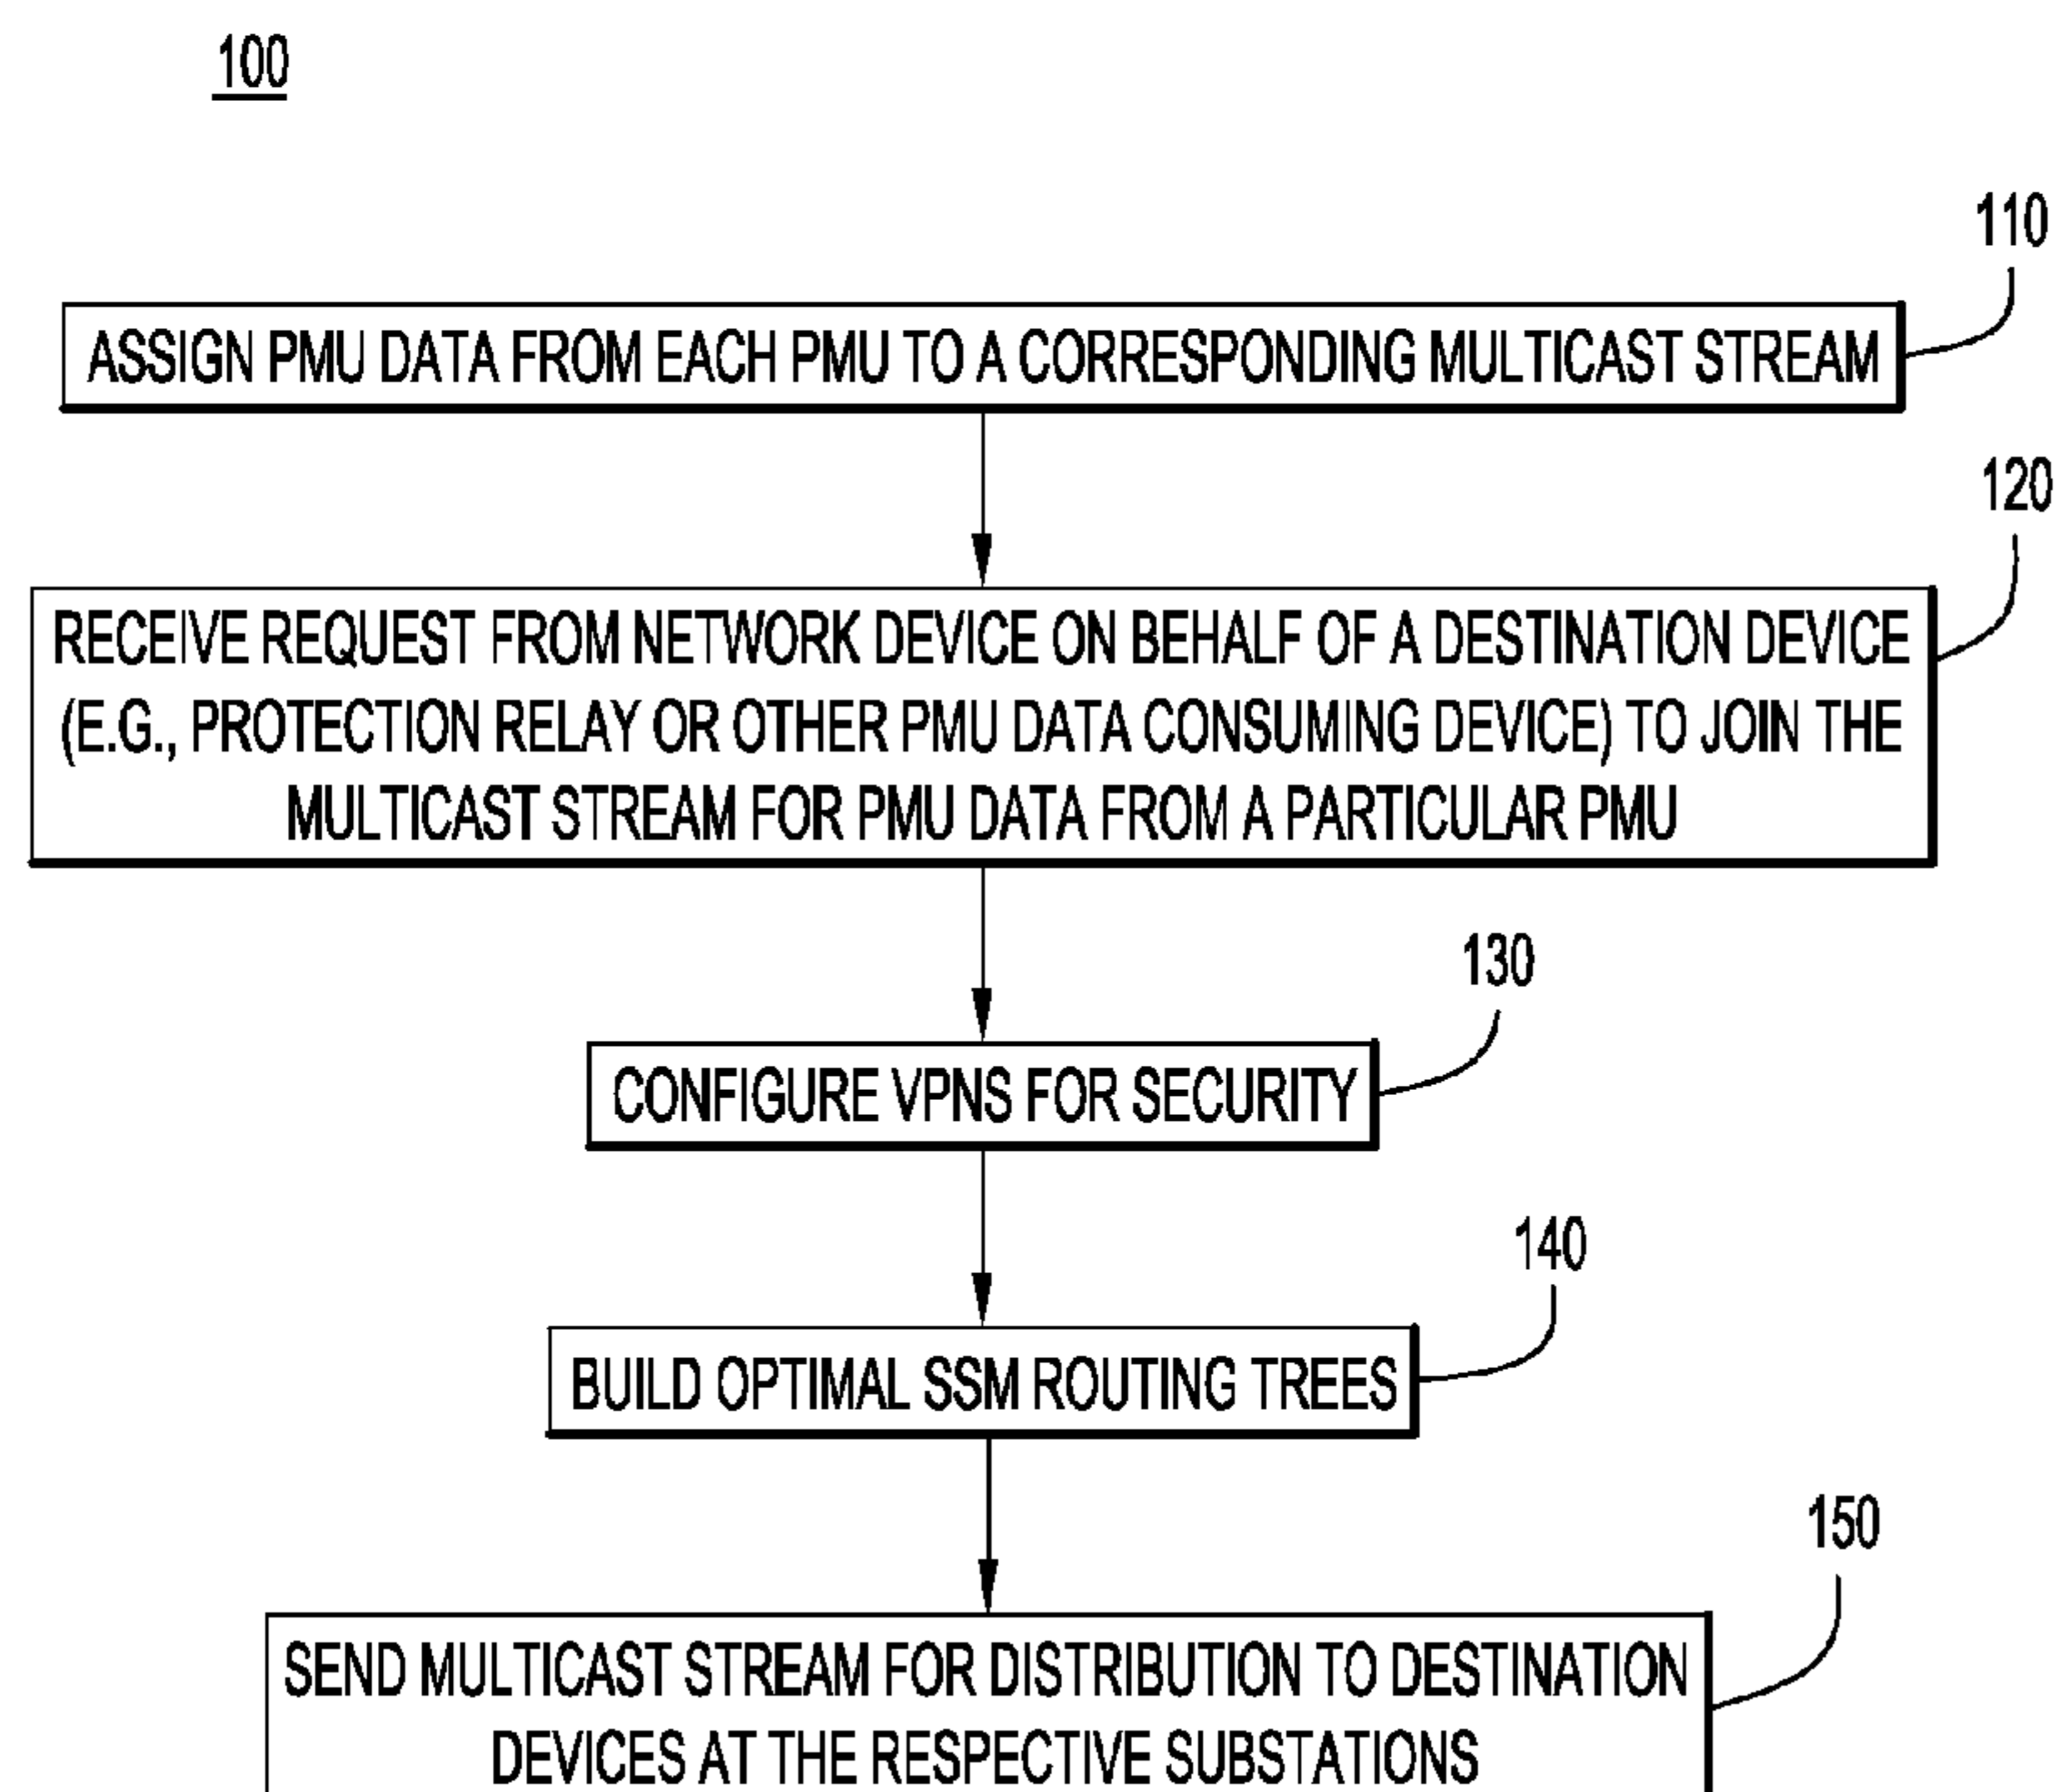 100
110
ASSIGN PMU DATA FROM EACH PMU TO A CORRESPONDING MULTICAST STREAM
120
RECEIVE REQUEST FROM NETWORK DEVICE ON BEHALF OF A DESTINATION DEVICE
(E.G., PROTECTION RELAY OR OTHER PMU DATA CONSUMING DEVICE) TO JOIN THE
MULTICAST STREAM FOR PMU DATA FROM A PARTICULAR PMU
130
CONFIGURE VPNS FOR SECURITY
140
BUILD OPTIMAL SSM ROUTING TREES
150
SEND MULTICAST STREAM FOR DISTRIBUTION TO DESTINATION
DEVICES AT THE RESPECTIVE SUBSTATIONS